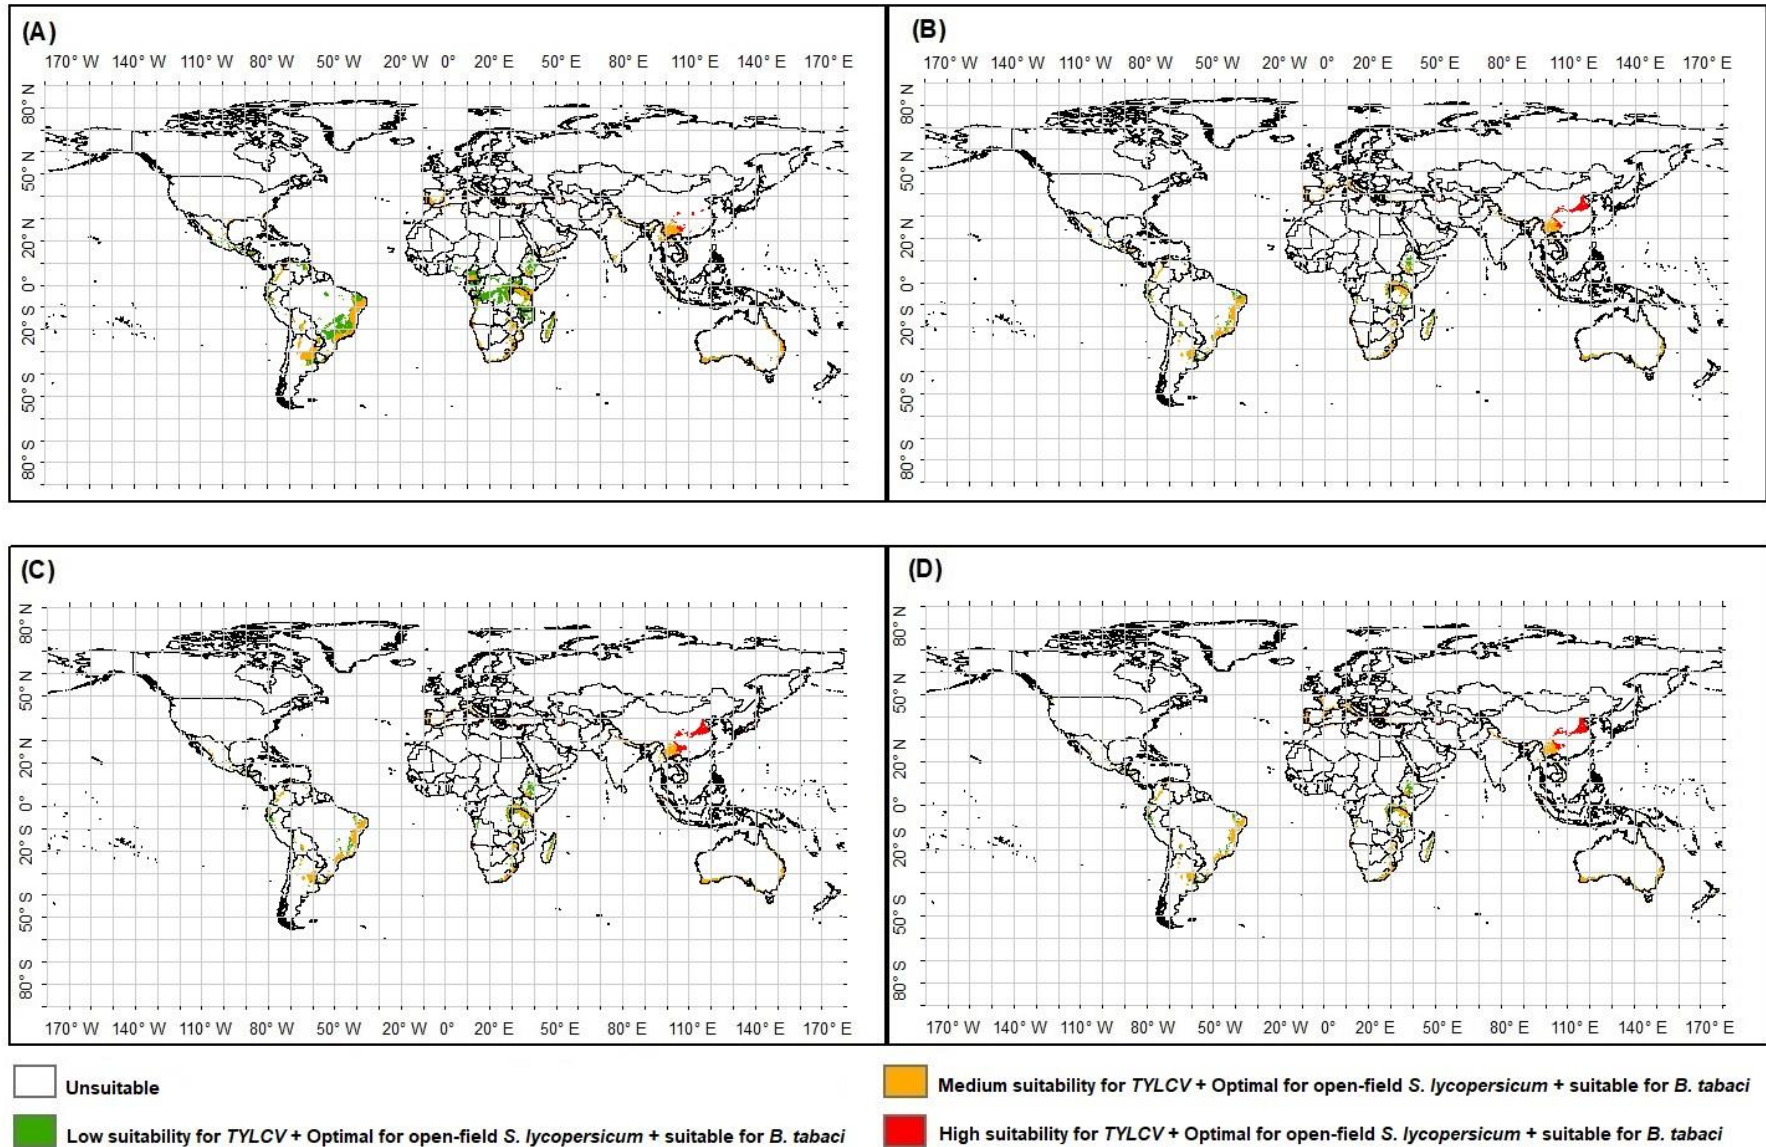 (A)
(B)
170° W 140° W 110° W 80° W 50° W 20° W 0° 20° E 50° E 80° E 110° E 140° E 170° E
170° W 140° W 110° W 80° W 50° W 20° W 0° 20° E 50° E 80° E 110° E 140° E 170° E
80° N
50° N
20° N
0°
20° S
50° S
80° S
80° N
50° N
20° N
0°
20° S
50° S
80° S
(C)
(D)
80° N
50° N
20° N
0°
20° S
50° S
80° S
80° N
50° N
20° N
0°
20° S
50° S
80° S
170° W 140° W 110° W 80° W 50° W 20° W 0° 20° E 50° E 80° E 110° E 140° E 170° E
170° W 140° W 110° W 80° W 50° W 20° W 0° 20° E 50° E 80° E 110° E 140° E 170° E
Unsuitable
Medium suitability for TYLCV + Optimal for open-field S. lycopersicum + suitable for B. tabaci
Low suitability for TYLCV + Optimal for open-field S. lycopersicum + suitable for B. tabaci
High suitability for TYLCV + Optimal for open-field S. lycopersicum + suitable for B. tabaci